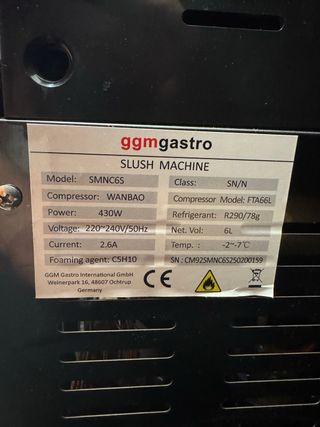 ggmgastro
SLUSH MACHINE
Model: SMNC6S Class: SN/N
Compressor: WANBAO Compressor Model: FTA66L
Power: 430W Refrigerant: R290/78g
Voltage: 220~240V/50Hz Net. Vol: 6L
Current: 2.6A Temp. : -2~-7℃
Foaming agent: C5H10 SN : CM92SMNC6S250200159
GGM Gastro International GmbH
Weinerpark 16, 48607 Ochtrup
Germany
CE